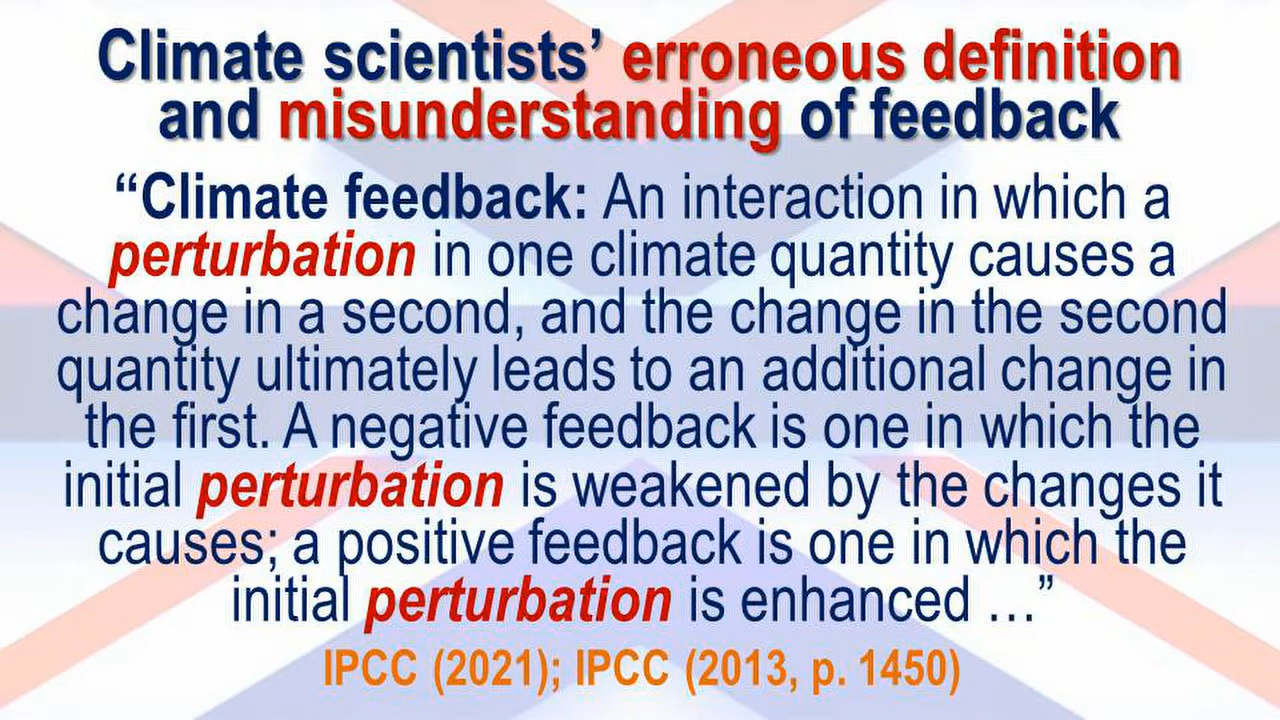 Climate scientists’ erroneous definition
and misunderstanding of feedback
“Climate feedback: An interaction in which a
perturbation in one climate quantity causes a
change in a second, and the change in the second
quantity ultimately leads to an additional change in
the first. A negative feedback is one in which the
initial perturbation is weakened by the changes it
causes; a positive feedback is one in which the
initial perturbation is enhanced …”
IPCC (2021); IPCC (2013, p. 1450)